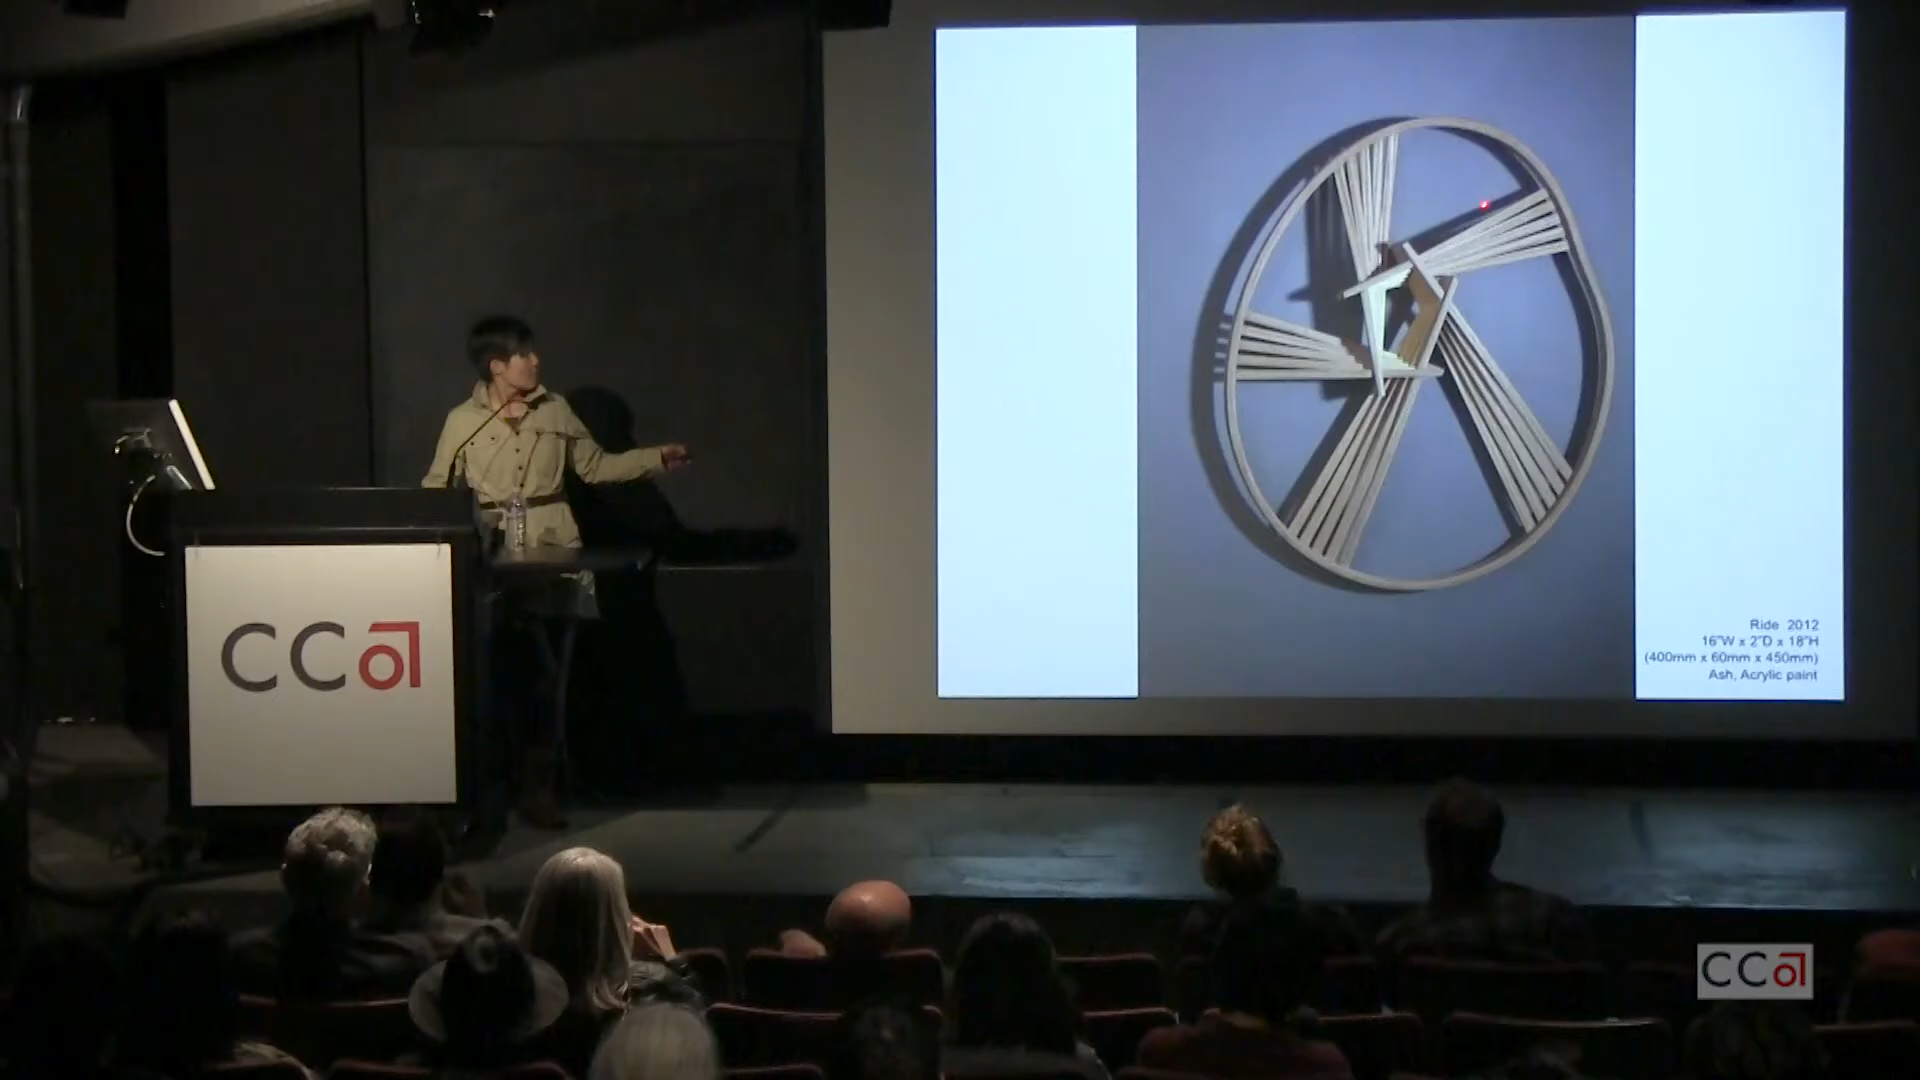 Ride 2012
16"W x 2"D x 18"H
(400mm x 60mm x 450mm)
Ash, Acrylic paint
CCa
CCa